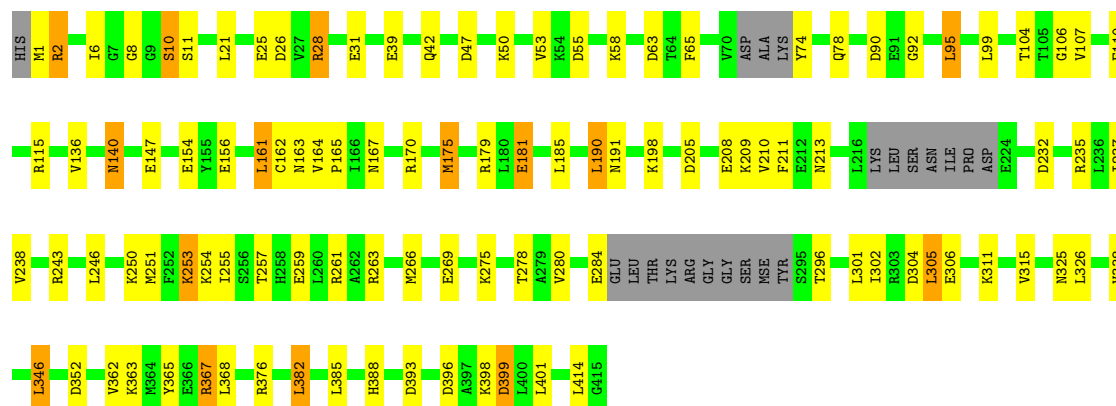 HIS M1 R2 I6 G7 G8 G9 S10 S11 L21 E25 D26 V27 R28 E31 E39 Q42 D47 K50 V53 K54 D55 K58 D63 T64 F65 V70 ASP ALA LYS Y74 Q78 D90 E91 G92 L95 L99 T104 T105 G106 V107
R115 V136 N140 E147 E154 Y155 E156 L161 C162 N163 V164 P165 I166 N167 R170 M175 R179 L180 E181 L185 L190 N191 K198 D205 E208 K209 V210 F211 E212 N213 L216 LYS LEU SER ASN ILE PRO ASP E224 D232 R235 L236
V238 R243 L246 K250 M251 F252 K253 K254 I255 S256 T257 H258 E259 L260 R261 A262 R263 M266 E269 K275 T278 A279 V280 E284 GLU LEU THR LYS ARG GLY GLY SER MSE TYR S295 T296 L301 I302 R303 D304 L305 E306 K311 V315 N325 L326
L346 D352 V362 K363 M364 Y365 E366 R367 L368 R376 L382 L385 H388 D393 D396 A397 K398 D399 L400 L401 L414 G415